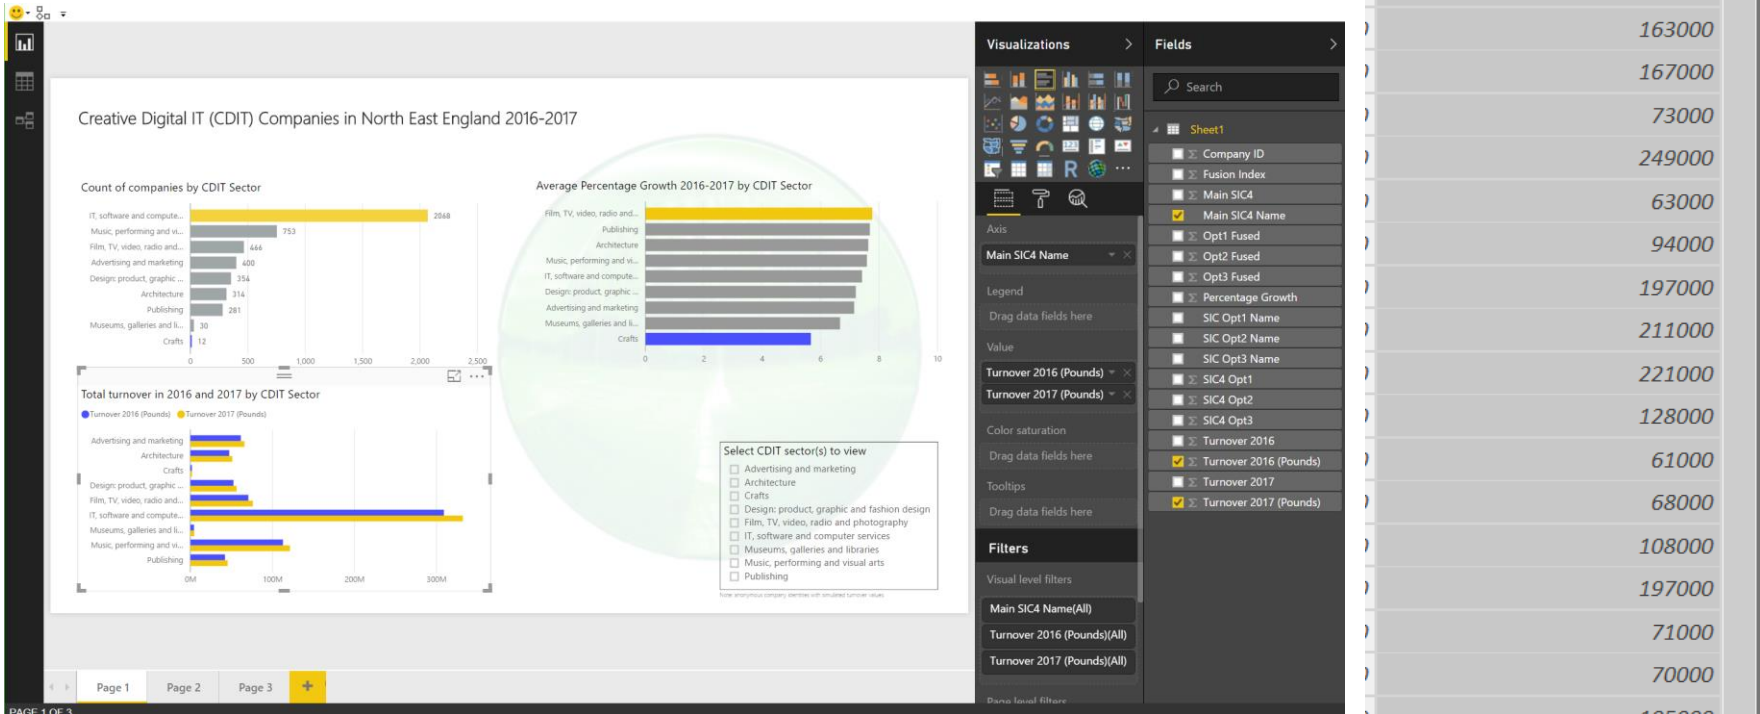 Creative Digital IT (CDIT) Companies in North East England 2016-2017
Count of companies by CDIT Sector
IT, software and compute... 2068
Music, performing and vi... 753
Film, TV, video, radio and... 466
Advertising and marketing 400
Design: product, graphic ... 354
Architecture 314
Publishing 281
Museums, galleries and li... 30
Crafts 12
0 500 1,000 1,500 2,000 2,500
Average Percentage Growth 2016-2017 by CDIT Sector
Film, TV, video, radio and...
Publishing
Architecture
Music, performing and vi...
IT, software and compute...
Design: product, graphic ...
Advertising and marketing
Museums, galleries and li...
Crafts
0 2 4 6 8 10
Total turnover in 2016 and 2017 by CDIT Sector
Turnover 2016 (Pounds) Turnover 2017 (Pounds)
Advertising and marketing
Architecture
Crafts
Design: product, graphic ...
Film, TV, video, radio and...
IT, software and compute...
Museums, galleries and li...
Music, performing and vi...
Publishing
0M 100M 200M 300M
Select CDIT sector(s) to view
Advertising and marketing
Architecture
Crafts
Design: product, graphic and fashion design
Film, TV, video, radio and photography
IT, software and computer services
Museums, galleries and libraries
Music, performing and visual arts
Publishing
Note: anonymous company identities with simulated turnover values
Page 1 Page 2 Page 3 +
PAGE 1 OF 3
Visualizations
R
Axis
Main SIC4 Name
Legend
Drag data fields here
Value
Turnover 2016 (Pounds)
Turnover 2017 (Pounds)
Color saturation
Drag data fields here
Tooltips
Drag data fields here
Filters
Visual level filters
Main SIC4 Name(All)
Turnover 2016 (Pounds)(All)
Turnover 2017 (Pounds)(All)
Page level filters
Fields
Search
Sheet1
Σ Company ID
Σ Fusion Index
Σ Main SIC4
Main SIC4 Name
Σ Opt1 Fused
Σ Opt2 Fused
Σ Opt3 Fused
Σ Percentage Growth
SIC Opt1 Name
SIC Opt2 Name
SIC Opt3 Name
Σ SIC4 Opt1
Σ SIC4 Opt2
Σ SIC4 Opt3
Σ Turnover 2016
Σ Turnover 2016 (Pounds)
Σ Turnover 2017
Σ Turnover 2017 (Pounds)
163000
167000
73000
249000
63000
94000
197000
211000
221000
128000
61000
68000
108000
197000
71000
70000